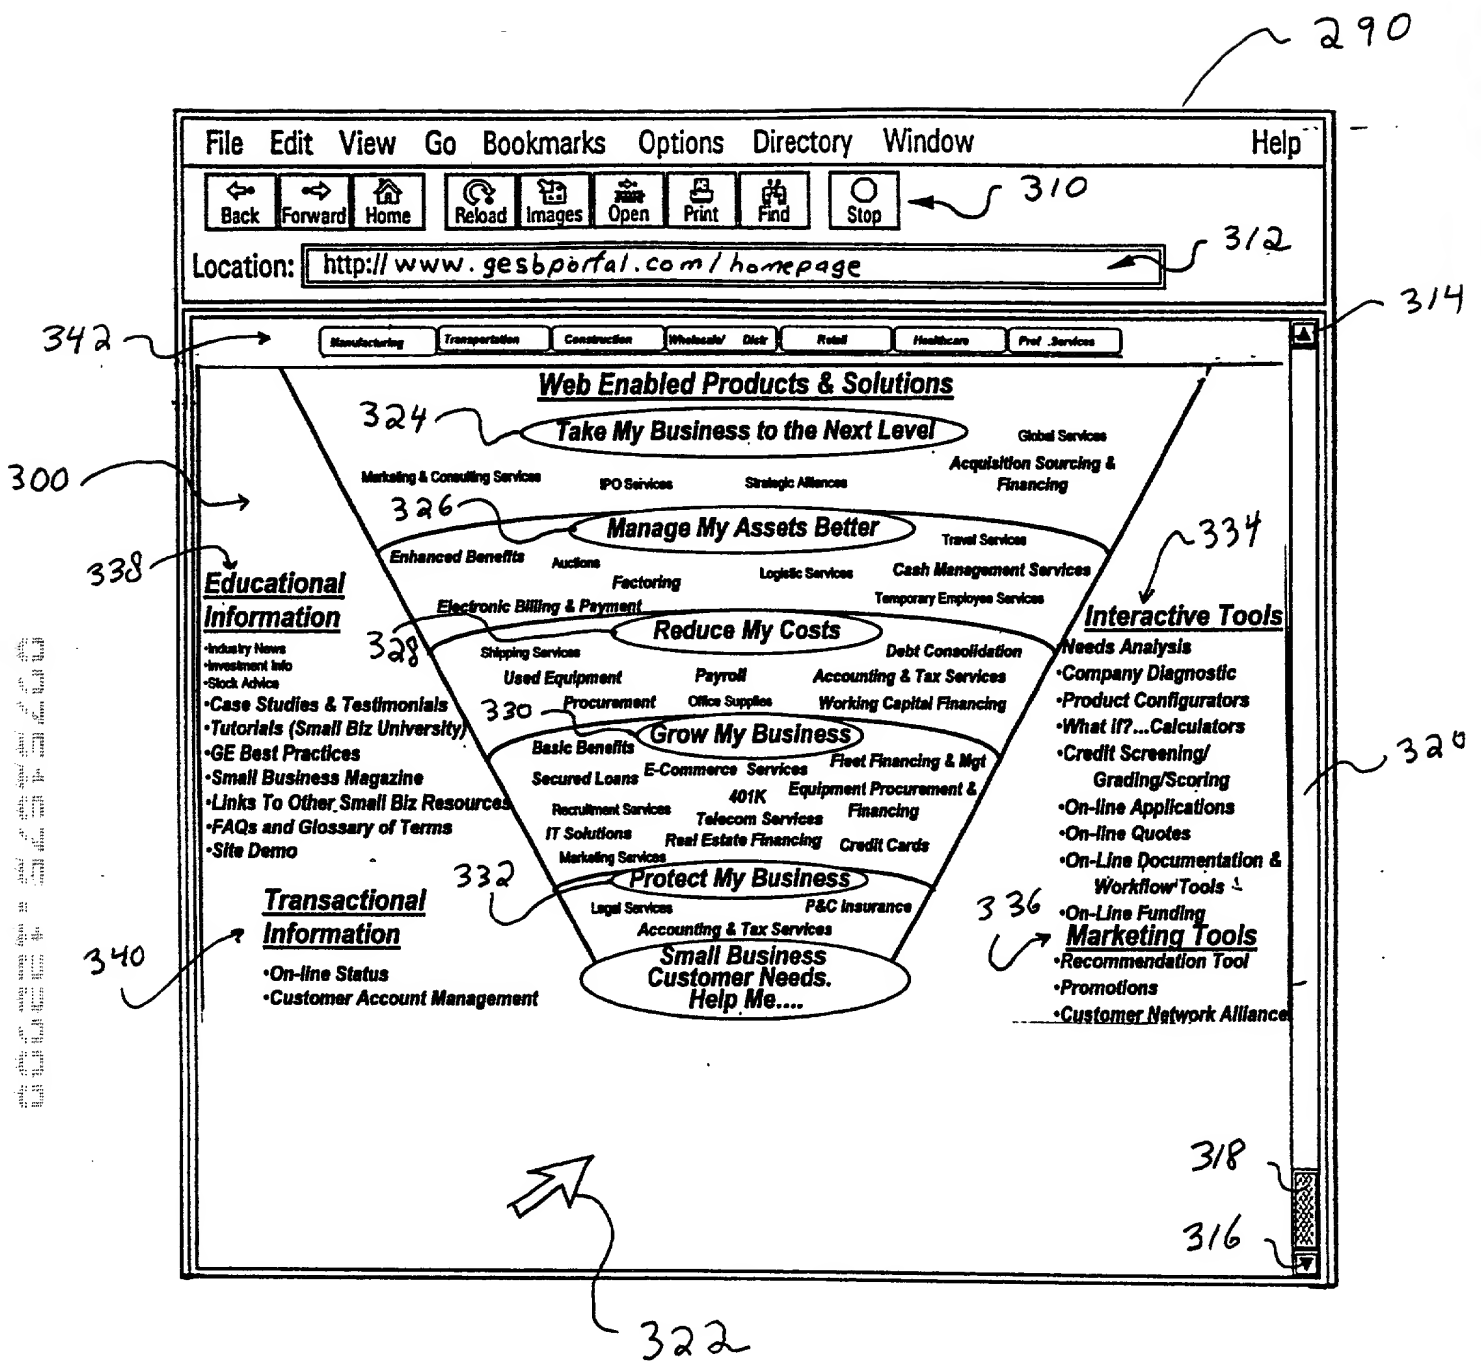 290
File Edit View Go Bookmarks Options Directory Window Help
Back Forward Home Reload Images Open Print Find Stop 310
Location: http://www.gesbportal.com/homepage 312
314
342 Manufacturing Transportation Construction Wholesale/ Distr Retail Healthcare Prof .Services
Web Enabled Products & Solutions
324 Take My Business to the Next Level
Global Services
Acquisition Sourcing &
Financing
300
Marketing & Consulting Services IPO Services Strategic Alliances
326 Manage My Assets Better
Travel Services
334
Enhanced Benefits Auctions Logistic Services Cash Management Services
Factoring
Electronic Billing & Payment Temporary Employee Services
338
Educational
Information
•Industry News
•Investment Info
•Stock Advice
•Case Studies & Testimonials
•Tutorials (Small Biz University)
•GE Best Practices
•Small Business Magazine
•Links To Other Small Biz Resources
•FAQs and Glossary of Terms
•Site Demo
328 Reduce My Costs
Shipping Services Debt Consolidation
Used Equipment Payroll Accounting & Tax Services
Procurement Office Supplies Working Capital Financing
330 Grow My Business
Basic Benefits Fleet Financing & Mgt
Secured Loans E-Commerce Services
401K Equipment Procurement &
Financing
Recruitment Services Telecom Services
IT Solutions Real Estate Financing Credit Cards
Marketing Services
332 Protect My Business
Legal Services P&C Insurance
Accounting & Tax Services
Small Business
Customer Needs.
Help Me....
Interactive Tools
Needs Analysis
•Company Diagnostic
•Product Configurators
•What if?...Calculators
•Credit Screening/
Grading/Scoring
•On-line Applications
•On-line Quotes
•On-Line Documentation &
Workflow Tools
•On-Line Funding
320
336
Marketing Tools
•Recommendation Tool
•Promotions
•Customer Network Alliance
340
Transactional
Information
•On-line Status
•Customer Account Management
318
316
322